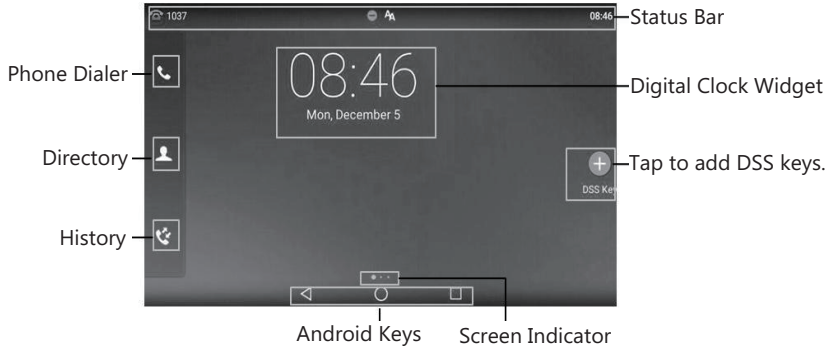 1037
08:46
Status Bar
Phone Dialer
08:46
Mon, December 5
Digital Clock Widget
Directory
Tap to add DSS keys.
DSS Key
History
Android Keys
Screen Indicator